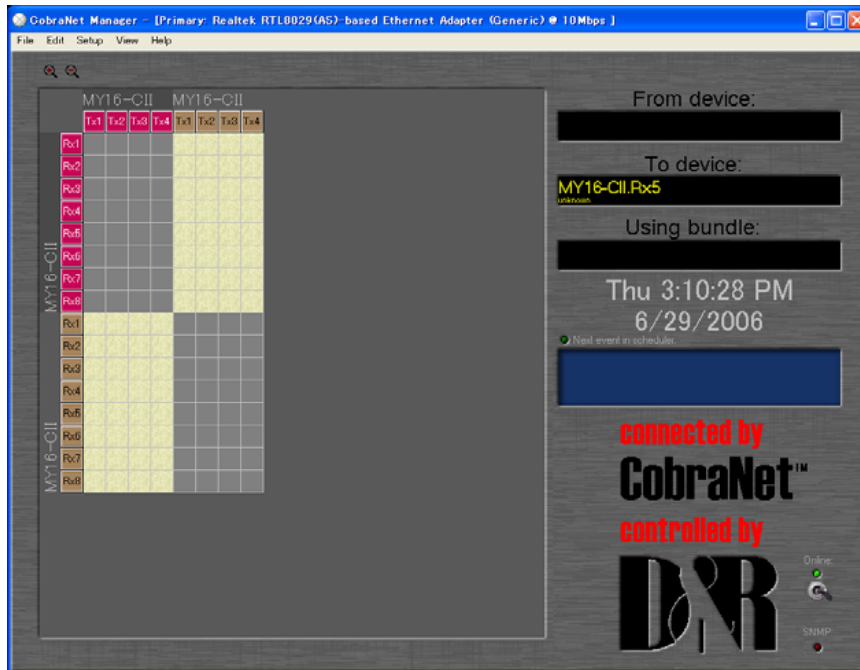 CobraNet Manager - [Primary: Realtek RTL8029(AS)-based Ethernet Adapter (Generic) @ 10Mbps ]
File Edit Setup View Help
MY16-CII MY16-CII
Tx1 Tx2 Tx3 Tx4 Tx1 Tx2 Tx3 Tx4
MY16-CII
Rx1
Rx2
Rx3
Rx4
Rx5
Rx6
Rx7
Rx8
MY16-CII
Rx1
Rx2
Rx3
Rx4
Rx5
Rx6
Rx7
Rx8
From device:
To device:
MY16-CII.Rx5
unknown
Using bundle:
Thu 3:10:28 PM
6/29/2006
Next event in scheduler:
connected by
CobraNet™
controlled by
D&R
Online:
SNMP